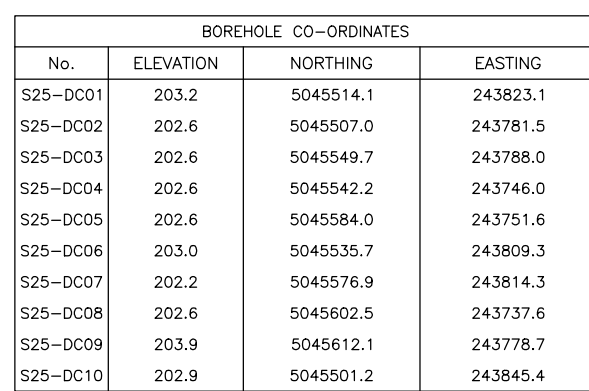 BOREHOLE CO-ORDINATES
No. ELEVATION NORTHING EASTING
S25-DC01 203.2 5045514.1 243823.1
S25-DC02 202.6 5045507.0 243781.5
S25-DC03 202.6 5045549.7 243788.0
S25-DC04 202.6 5045542.2 243746.0
S25-DC05 202.6 5045584.0 243751.6
S25-DC06 203.0 5045535.7 243809.3
S25-DC07 202.2 5045576.9 243814.3
S25-DC08 202.6 5045602.5 243737.6
S25-DC09 203.9 5045612.1 243778.7
S25-DC10 202.9 5045501.2 243845.4